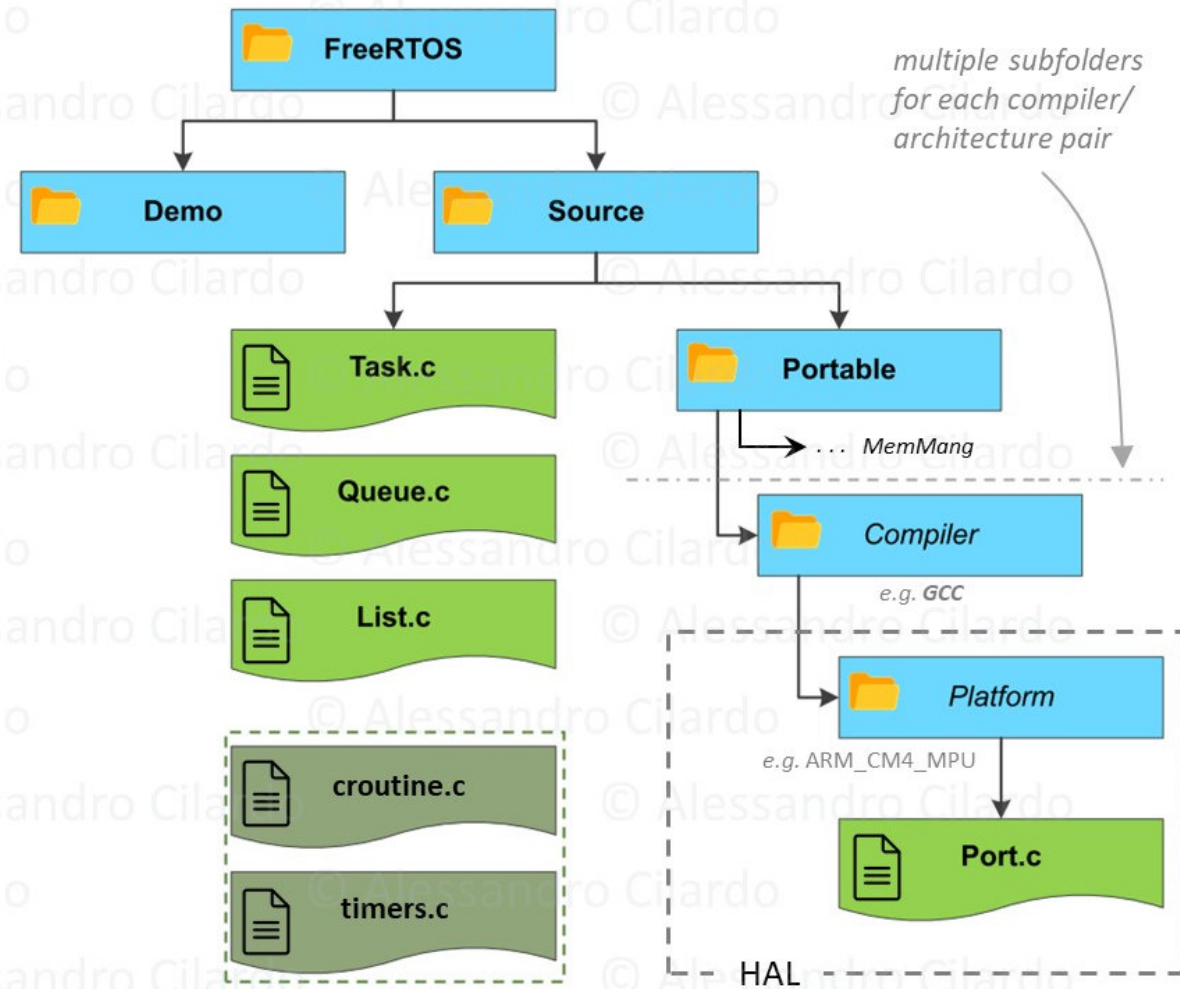 FreeRTOS
multiple subfolders
for each compiler/
architecture pair
Demo
Source
Task.c
Portable
... MemMang
Queue.c
Compiler
e.g. GCC
List.c
Platform
e.g. ARM_CM4_MPU
croutine.c
Port.c
timers.c
HAL
© Alessandro Cilardo